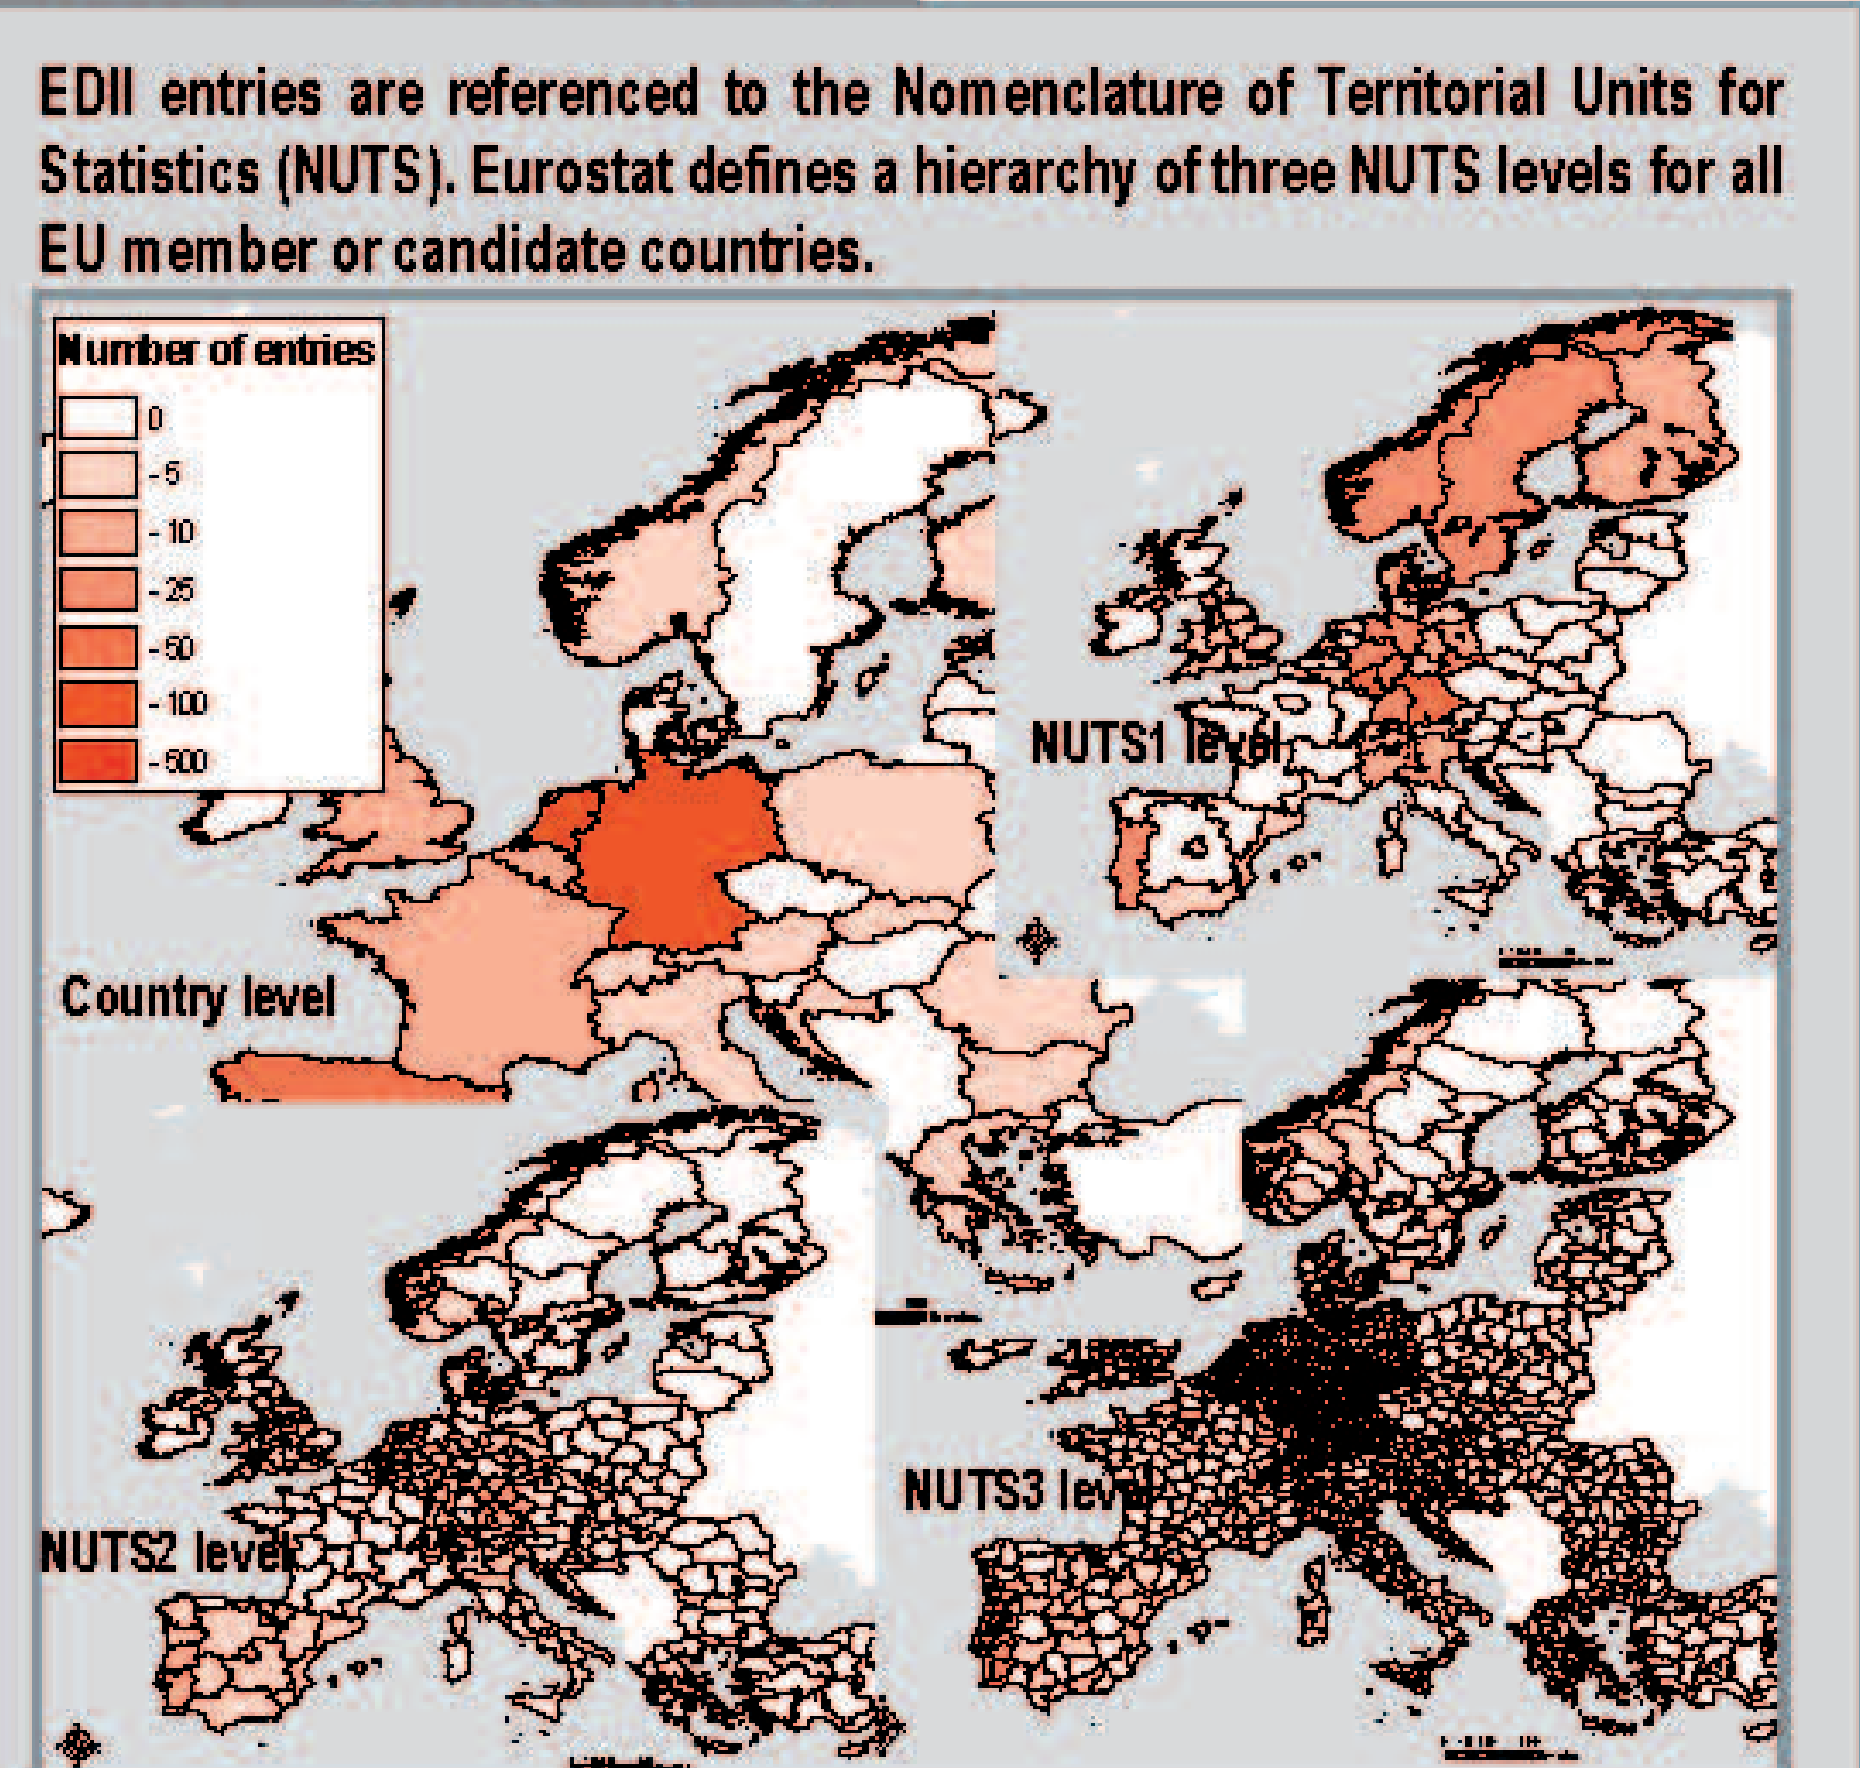 EDII entries are referenced to the Nomenclature of Territorial Units for
Statistics (NUTS). Eurostat defines a hierarchy of three NUTS levels for all
EU member or candidate countries.
Number of entries
0
- 5
- 10
- 25
- 50
- 100
- 500
NUTS1 level
Country level
NUTS3 level
NUTS2 level